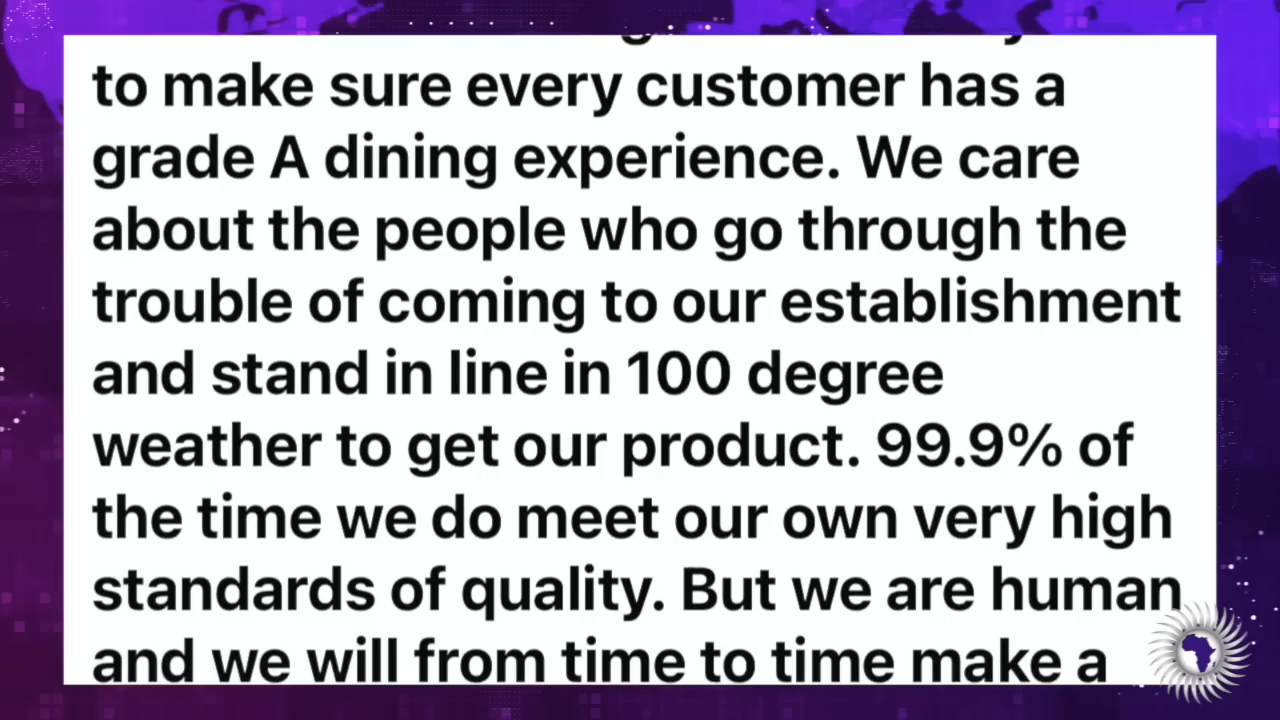 to make sure every customer has a
grade A dining experience. We care
about the people who go through the
trouble of coming to our establishment
and stand in line in 100 degree
weather to get our product. 99.9% of
the time we do meet our own very high
standards of quality. But we are human
and we will from time to time make a